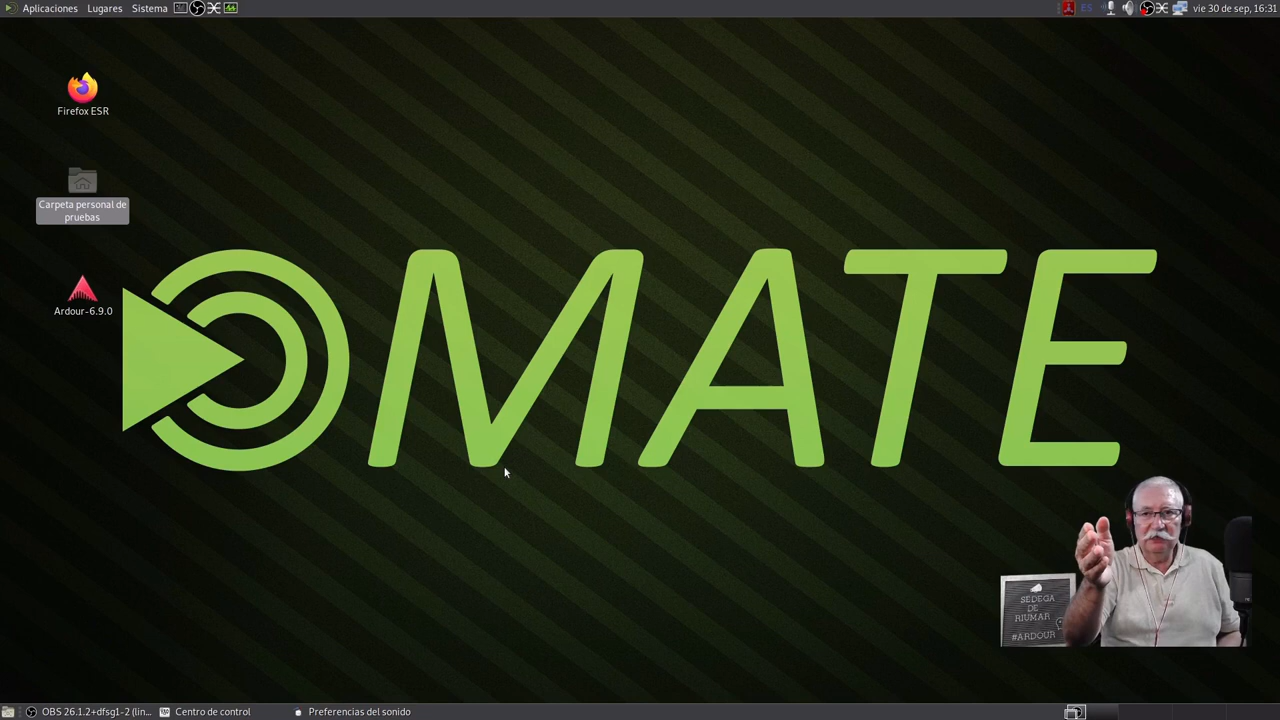 Aplicaciones Lugares Sistema
ES
vie 30 de sep, 16:31
Firefox ESR
Carpeta personal de
pruebas
Ardour-6.9.0
MATE
SEDEGA
DE
RIUMAR
#ARDOUR
OBS 26.1.2+dfsg1-2 (lin... Centro de control Preferencias del sonido